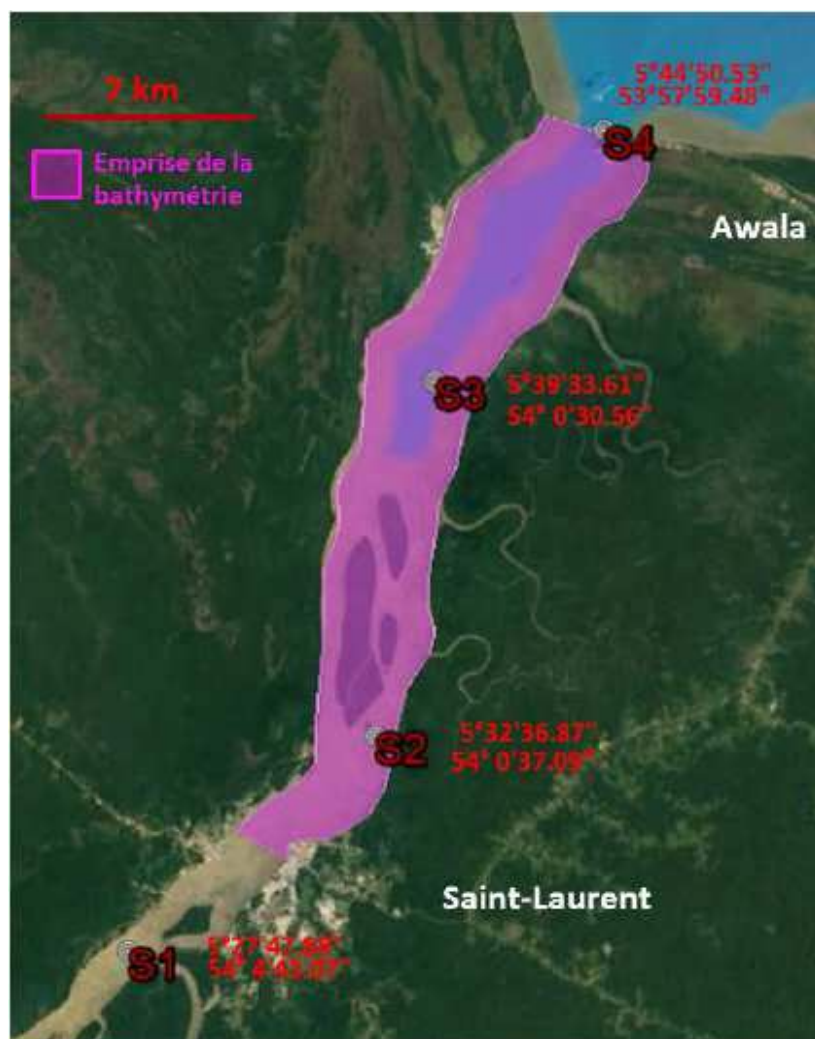 7 km
Emprise de la
bathymétrie
5°44'50.53"
53°57'59.48"
S4
Awala
S3
5°39'33.61"
54° 0'30.56"
S2
5°32'36.87"
54° 0'37.09"
Saint-Laurent
S1